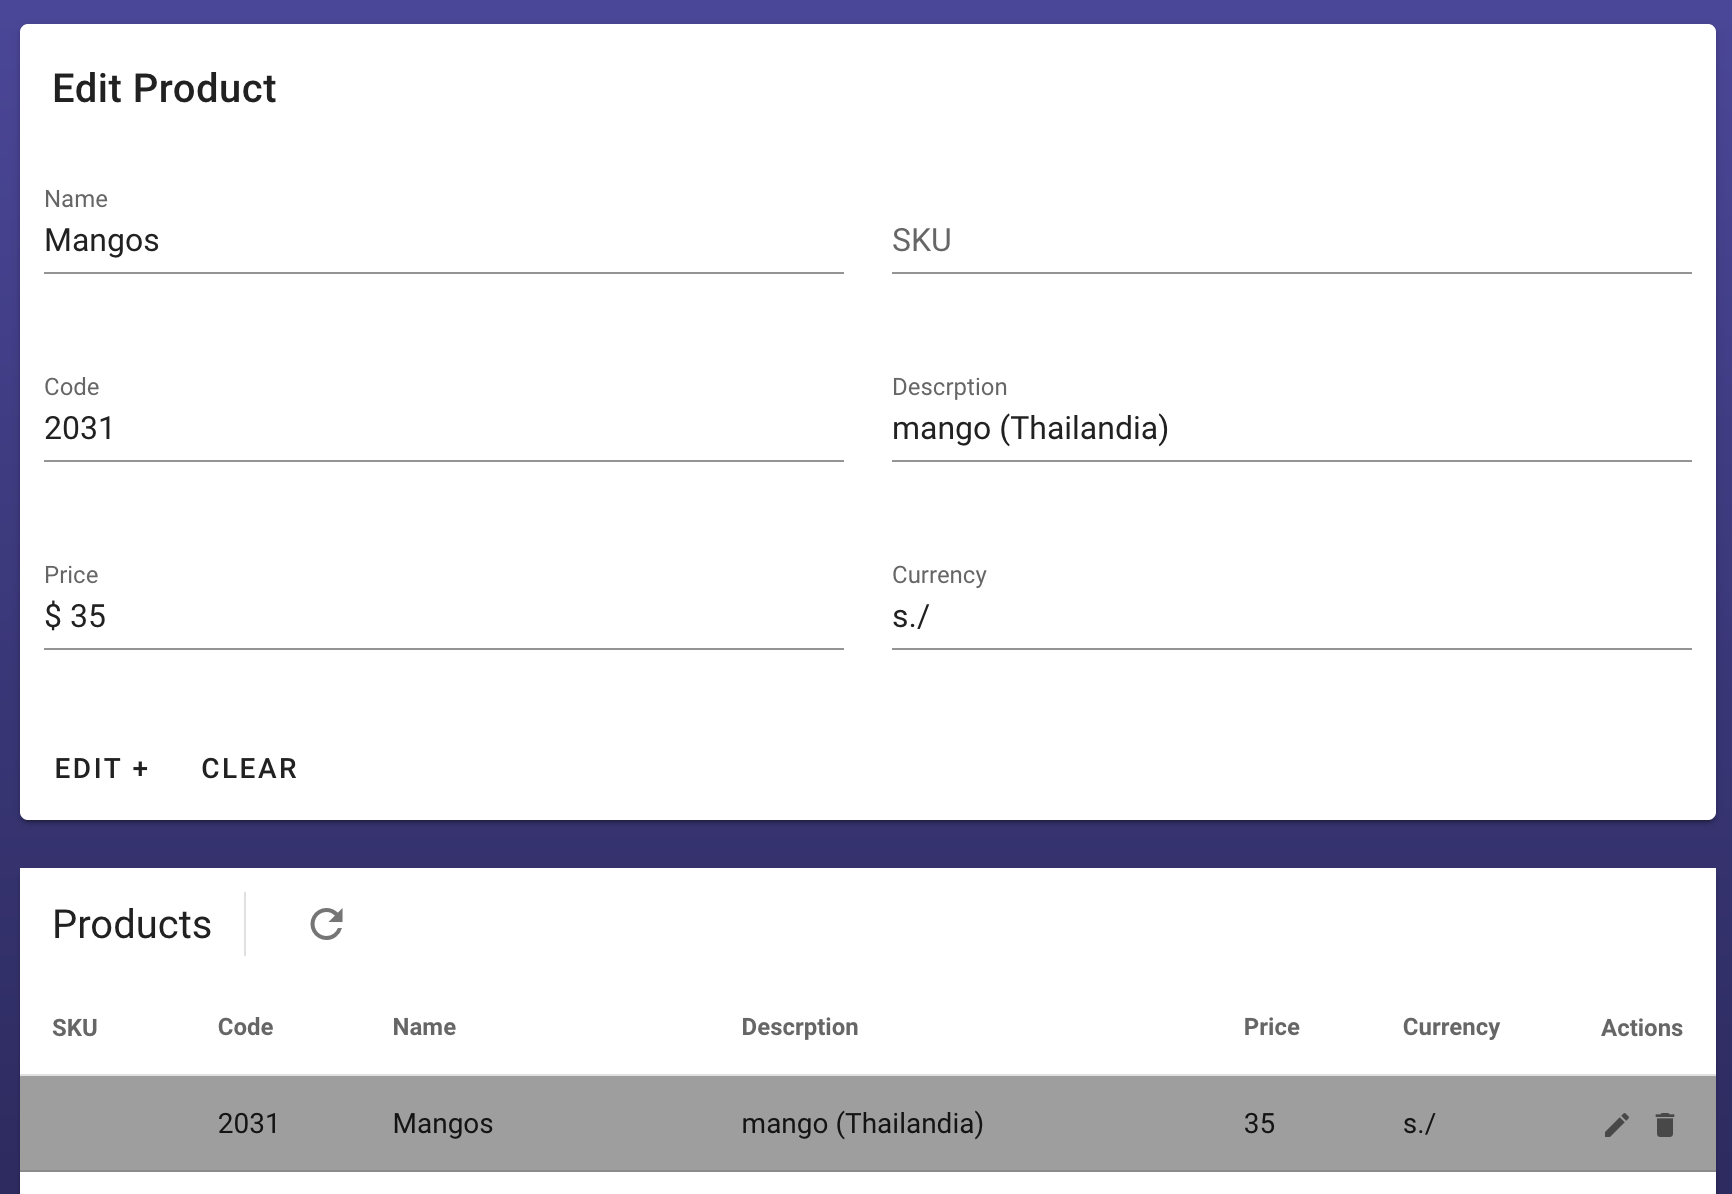 Edit Product
Name
Mangos
SKU
Code
2031
Descrption
mango (Thailandia)
Price
$ 35
Currency
s./
EDIT + CLEAR
Products
SKU Code Name Descrption Price Currency Actions
2031 Mangos mango (Thailandia) 35 s./